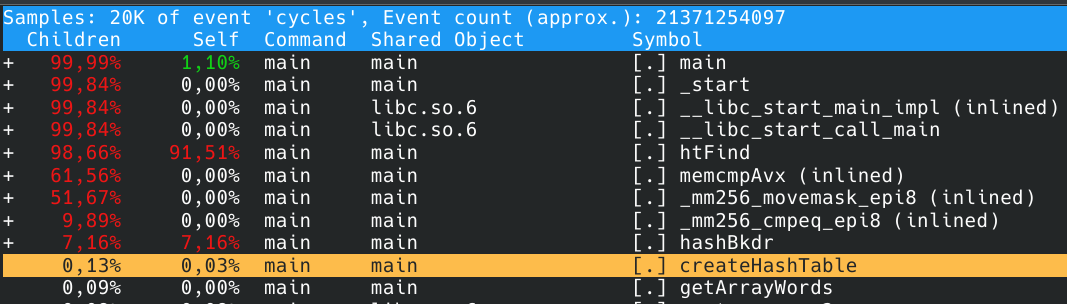 Samples: 20K of event 'cycles', Event count (approx.): 21371254097
Children Self Command Shared Object Symbol
+ 99,99% 1,10% main main [.] main
+ 99,84% 0,00% main main [.] _start
+ 99,84% 0,00% main libc.so.6 [.] __libc_start_main_impl (inlined)
+ 99,84% 0,00% main libc.so.6 [.] __libc_start_call_main
+ 98,66% 91,51% main main [.] htFind
+ 61,56% 0,00% main main [.] memcmpAvx (inlined)
+ 51,67% 0,00% main main [.] _mm256_movemask_epi8 (inlined)
+ 9,89% 0,00% main main [.] _mm256_cmpeq_epi8 (inlined)
+ 7,16% 7,16% main main [.] hashBkdr
0,13% 0,03% main main [.] createHashTable
0,09% 0,00% main main [.] getArrayWords